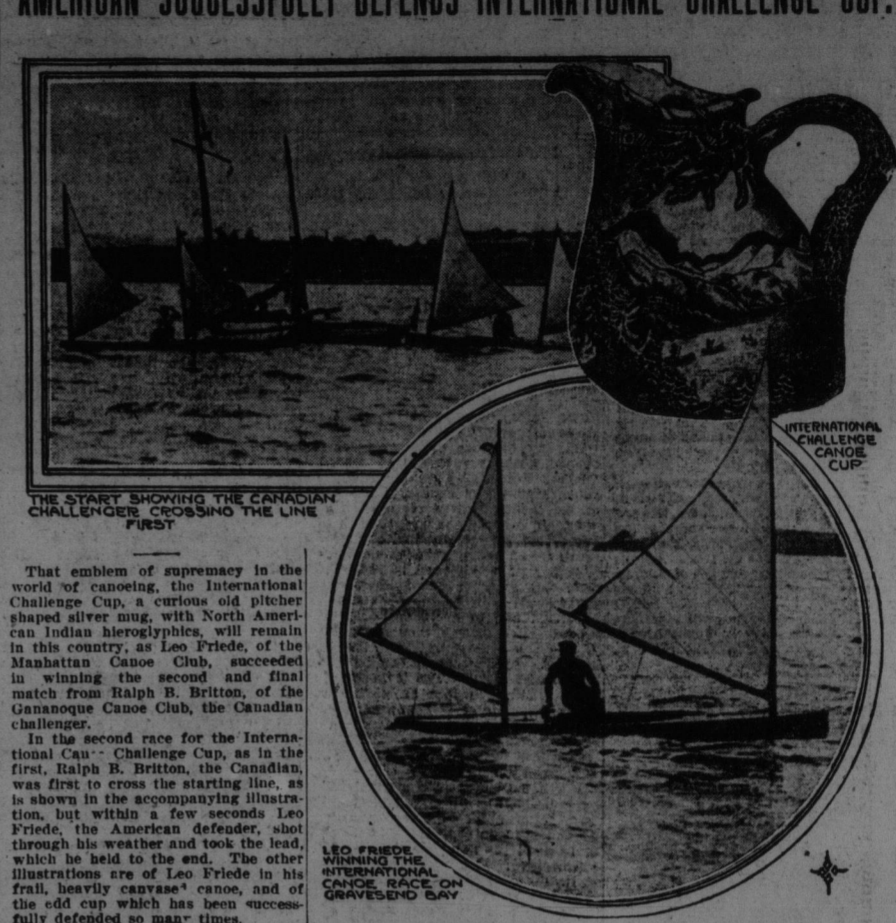 AMERICAN SUCCESSFULLY DEFENDS INTERNATIONAL CHALLENGE CUP.
INTERNATIONAL
CHALLENGE
CANOE
CUP
THE START SHOWING THE CANADIAN
CHALLENGER CROSSING THE LINE
FIRST
That emblem of supremacy in the
world of canoeing, the International
Challenge Cup, a curious old pitcher
shaped silver mug, with North Ameri-
can Indian hieroglyphics, will remain
in this country, as Leo Friede, of the
Manhattan Canoe Club, succeeded
in winning the second and final
match from Ralph B. Britton, of the
Gananoque Canoe Club, the Canadian
challenger.
In the second race for the Interna-
tional Challenge Cup, as in the
first, Ralph B. Britton, the Canadian,
was first to cross the starting line, as
is shown in the accompanying illustra-
tion, but within a few seconds Leo
Friede, the American defender, shot
through his weather and took the lead,
which he held to the end. The other
illustrations are of Leo Friede in his
frail, heavily canoe, and of
the odd cup which has been success-
fully defended so many times.
LEO FRIEDE
WINNING THE
INTERNATIONAL
CANOE RACE ON
GRAVESEND BAY